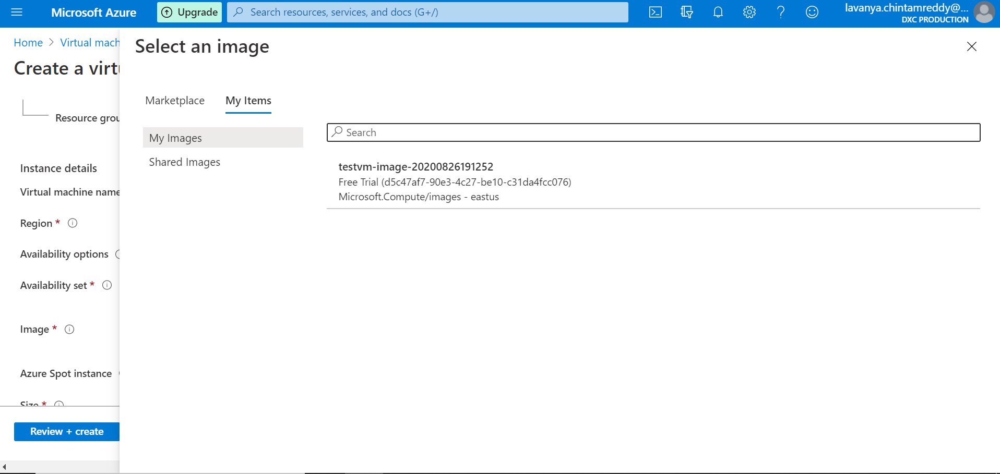 Microsoft Azure
Upgrade
Search resources, services, and docs (G+/)
lavanya.chintamreddy@...
DXC PRODUCTION
Home > Virtual mach
Create a virtu
Resource grou
Instance details
Virtual machine name
Region *
Availability options
Availability set *
Image *
Azure Spot instance
Size *
Review + create
Select an image
Marketplace
My Items
My Images
Shared Images
Search
testvm-image-20200826191252
Free Trial (d5c47af7-90e3-4c27-be10-c31da4fcc076)
Microsoft.Compute/images - eastus